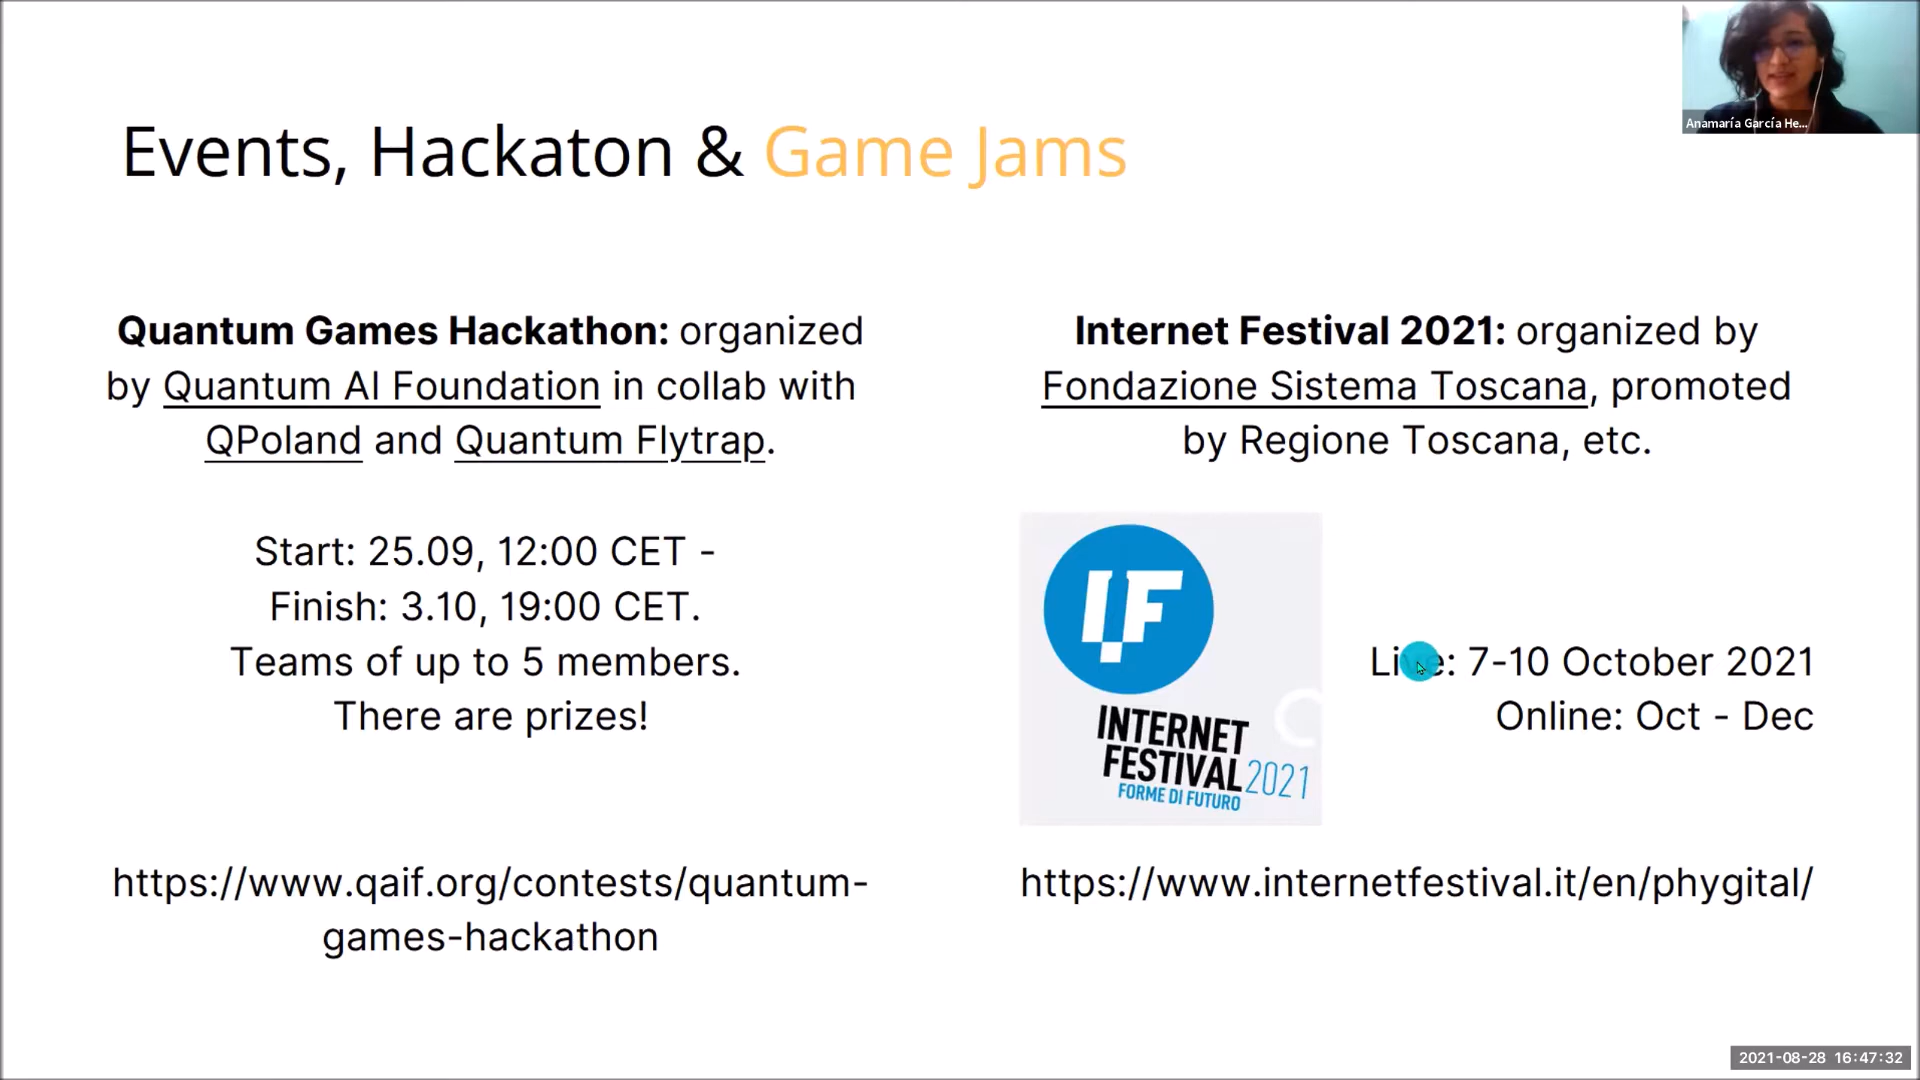 Anamaría García He...
Events, Hackaton & Game Jams
Quantum Games Hackathon: organized
by Quantum AI Foundation in collab with
QPoland and Quantum Flytrap.
Start: 25.09, 12:00 CET -
Finish: 3.10, 19:00 CET.
Teams of up to 5 members.
There are prizes!
https://www.qaif.org/contests/quantum-
games-hackathon
Internet Festival 2021: organized by
Fondazione Sistema Toscana, promoted
by Regione Toscana, etc.
IF
INTERNET
FESTIVAL 2021
FORME DI FUTURO
Live: 7-10 October 2021
Online: Oct - Dec
https://www.internetfestival.it/en/phygital/
2021-08-28 16:47:32